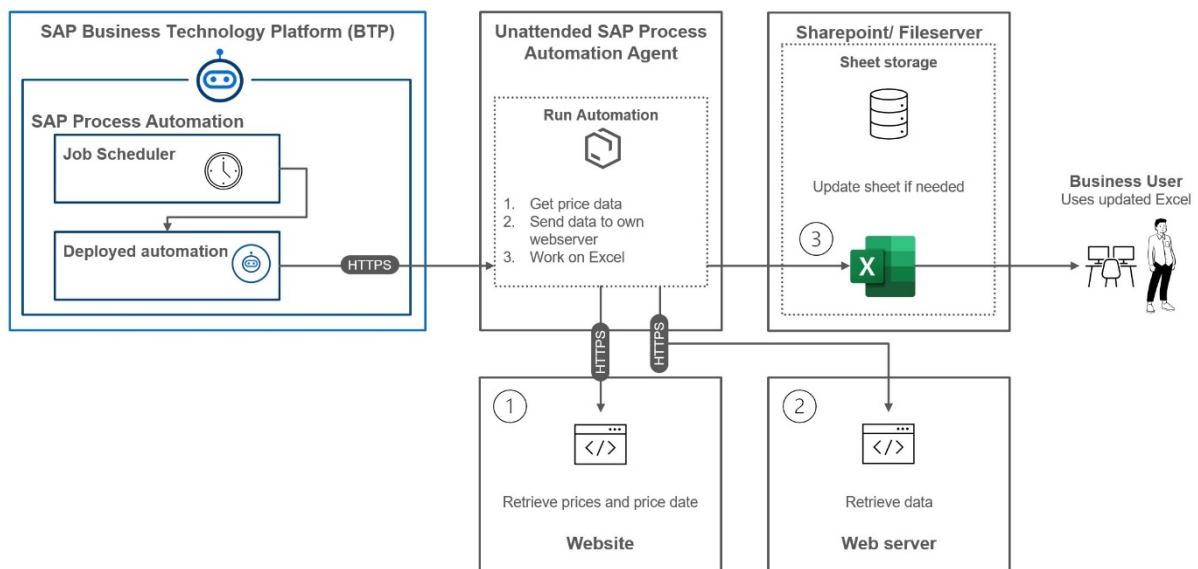 SAP Business Technology Platform (BTP)
SAP Process Automation
Job Scheduler
Deployed automation
HTTPS
Unattended SAP Process
Automation Agent
Run Automation
1. Get price data
2. Send data to own
webserver
3. Work on Excel
HTTPS
HTTPS
Sharepoint/ Fileserver
Sheet storage
Update sheet if needed
3
X
Business User
Uses updated Excel
1
</>
Retrieve prices and price date
Website
2
</>
Retrieve data
Web server